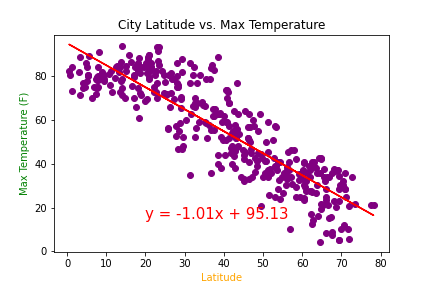 City Latitude vs. Max Temperature
Max Temperature (F)
80
60
40
20
0
y = -1.01x + 95.13
0 10 20 30 40 50 60 70 80
Latitude